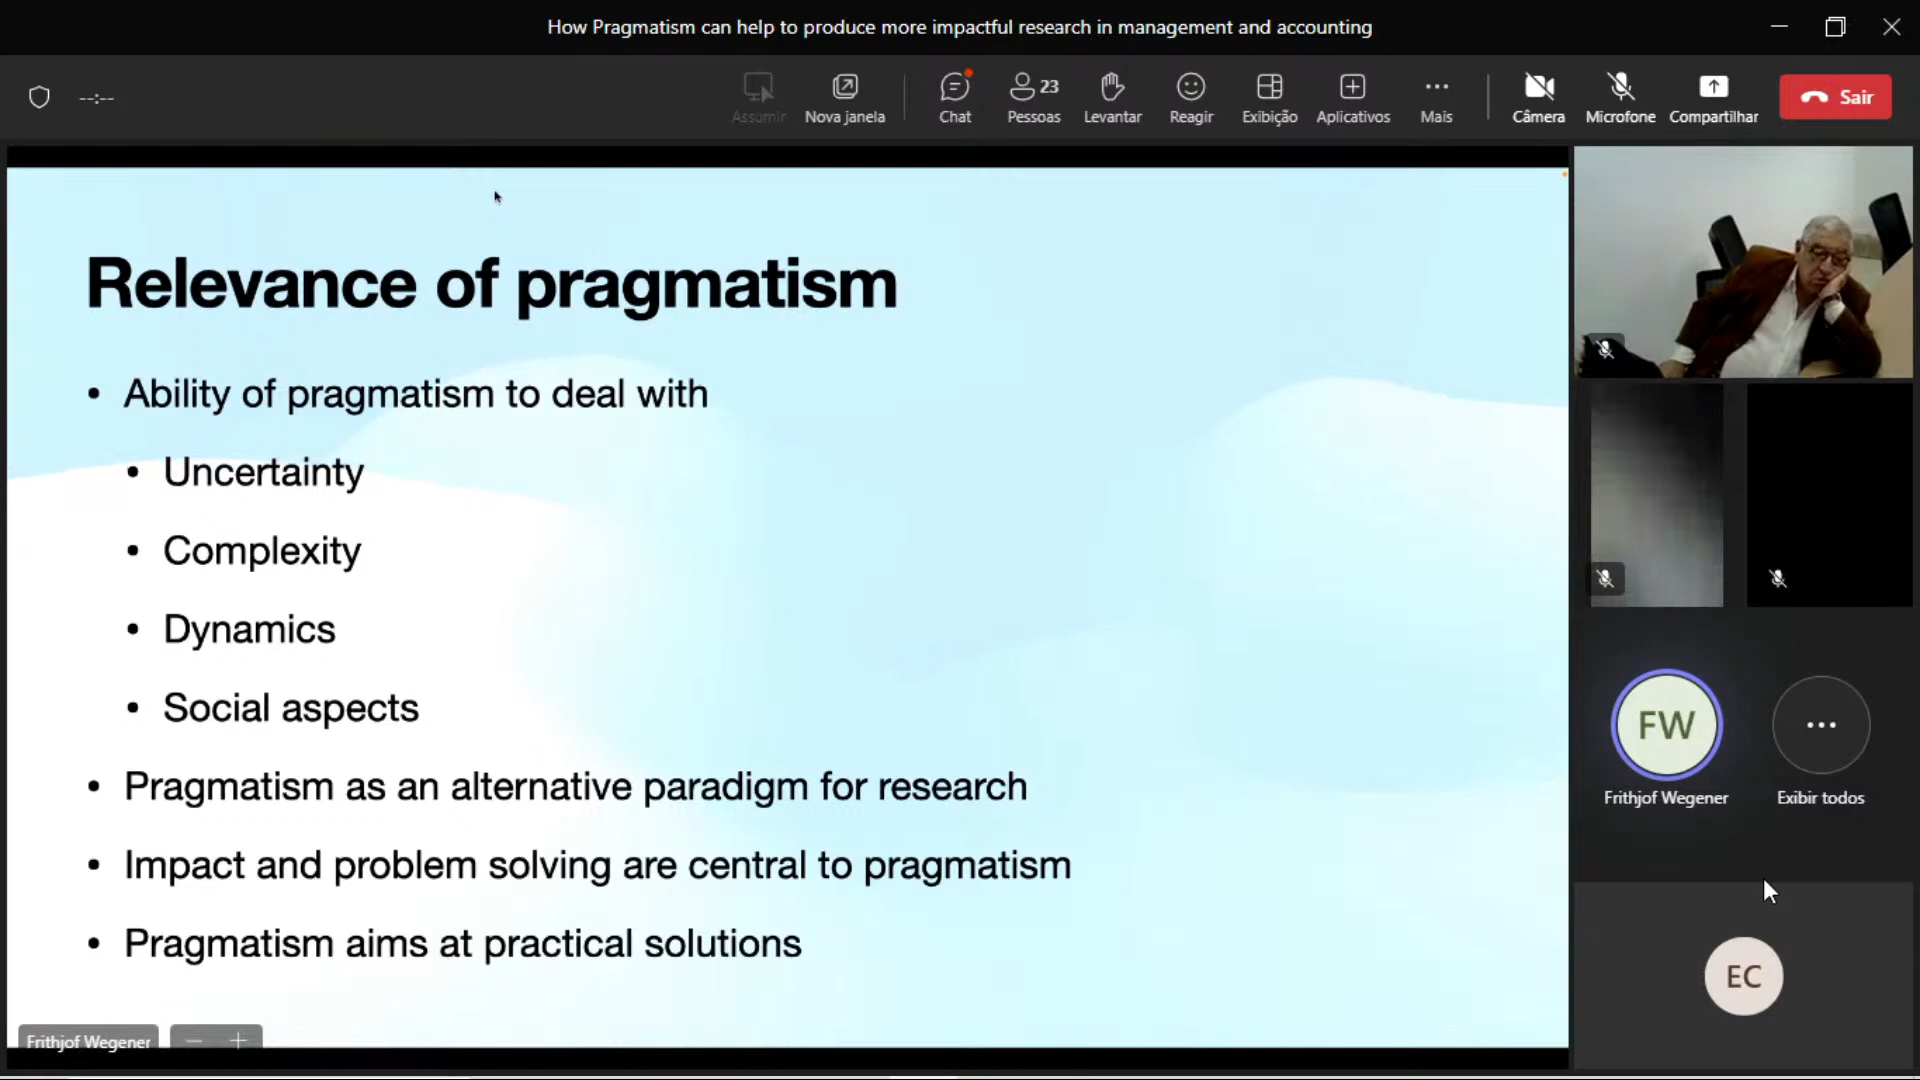 How Pragmatism can help to produce more impactful research in management and accounting
--:--
Assumir
Nova janela
Chat
23
Pessoas
Levantar
Reagir
Exibição
Aplicativos
Mais
Câmera
Microfone
Compartilhar
Sair
Relevance of pragmatism
• Ability of pragmatism to deal with
• Uncertainty
• Complexity
• Dynamics
• Social aspects
• Pragmatism as an alternative paradigm for research
• Impact and problem solving are central to pragmatism
• Pragmatism aims at practical solutions
Frithjof Wegener
FW
Frithjof Wegener
Exibir todos
EC